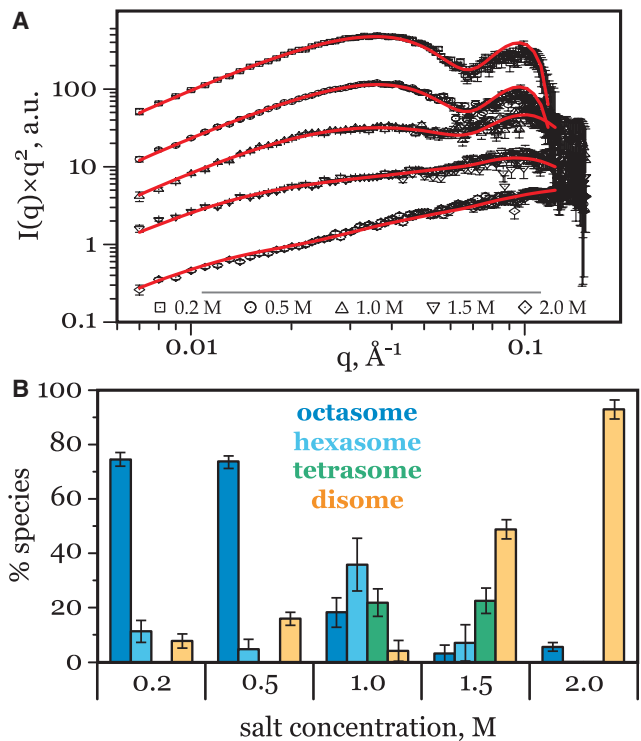 A
I(q)×q², a.u.
100
10
1
0.1
0.2 M 0.5 M 1.0 M 1.5 M 2.0 M
0.01 0.1
q, Å⁻¹
B
% species
100
80
60
40
20
0
octasome
hexasome
tetrasome
disome
0.2 0.5 1.0 1.5 2.0
salt concentration, M